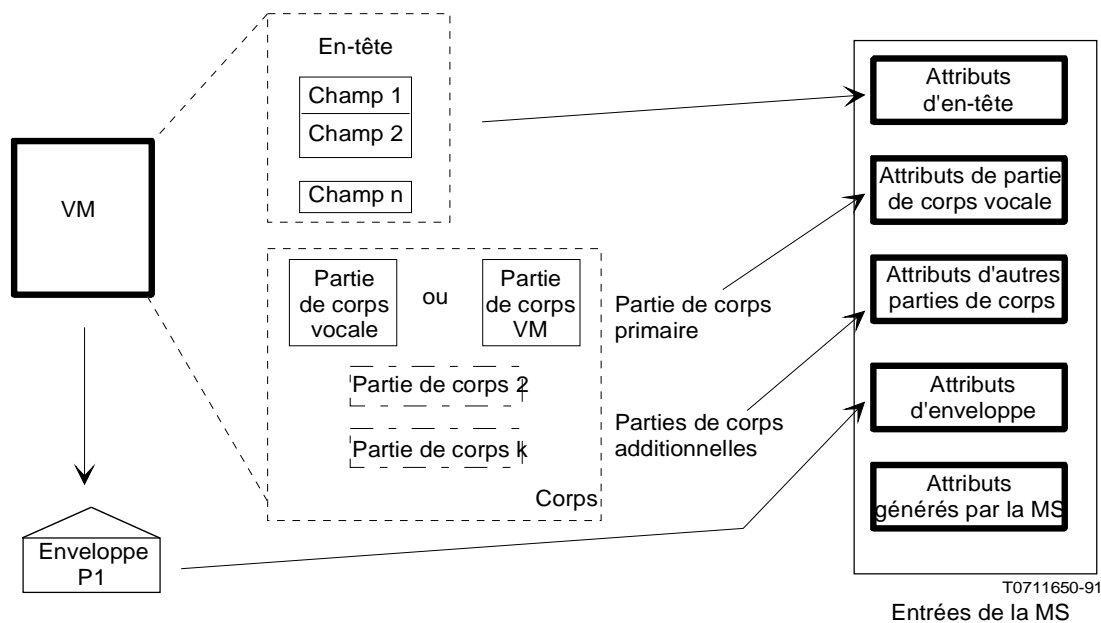 En-tête
Champ 1
Champ 2
Champ n
VM
Partie
de corps
vocale
ou
Partie
de corps
VM
Partie de corps
primaire
Partie de corps 2
Partie de corps k
Parties de corps
additionnelles
Corps
Enveloppe
P1
Attributs
d'en-tête
Attributs de partie
de corps vocale
Attributs d'autres
parties de corps
Attributs
d'enveloppe
Attributs
générés par la MS
T0711650-91
Entrées de la MS